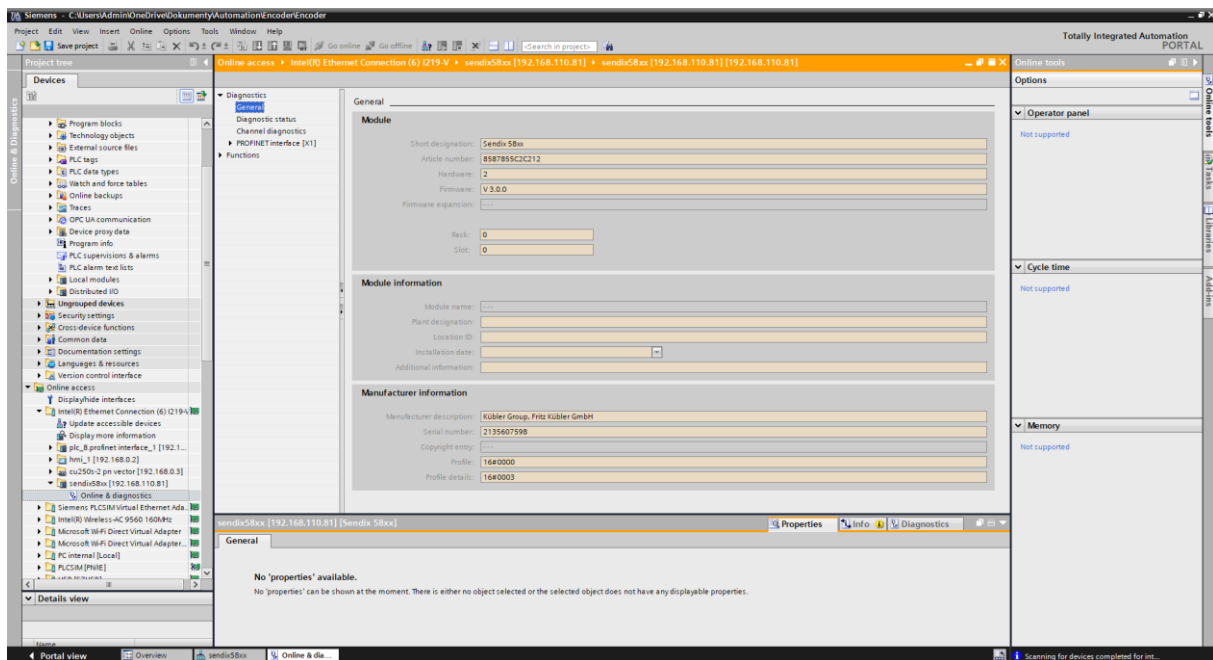 Siemens - C:\Users\Admin\OneDrive\Dokumenty\Automation\Encoder\Encoder
Project Edit View Insert Online Options Tools Window Help
Totally Integrated Automation
PORTAL
Save project Go online Go offline <Search in project>
Project tree
Online access › Intel(R) Ethernet Connection (6) I219-V › sendix58xx [192.168.110.81] › sendix58xx [192.168.110.81] [192.168.110.81]
Online tools
Devices
Options
Online & Diagnostics
Program blocks
Technology objects
External source files
PLC tags
PLC data types
Watch and force tables
Online backups
Traces
OPC UA communication
Device proxy data
Program info
PLC supervisions & alarms
PLC alarm text lists
Local modules
Distributed I/O
Ungrouped devices
Security settings
Cross-device functions
Common data
Documentation settings
Languages & resources
Version control interface
Online access
Display/hide interfaces
Intel(R) Ethernet Connection (6) I219-V
Update accessible devices
Display more information
plc_8.profinet interface_1 [192.1...
hmi_1 [192.168.0.2]
cu250s-2 pn vector [192.168.0.3]
sendix58xx [192.168.110.81]
Online & diagnostics
Siemens PLCSIM Virtual Ethernet Ada..
Intel(R) Wireless-AC 9560 160MHz
Microsoft Wi-Fi Direct Virtual Adapter
Microsoft Wi-Fi Direct Virtual Adapter...
PC internal [Local]
PLCSIM [PN/IE]
USB [S7USB]
Details view
Name
Diagnostics
General
Diagnostic status
Channel diagnostics
PROFINET interface [X1]
Functions
General
Module
Short designation: Sendix 58xx
Article number: 8587855C2C212
Hardware: 2
Firmware: V 3.0.0
Firmware expansion: ---
Rack: 0
Slot: 0
Module information
Module name: ---
Plant designation:
Location ID:
Installation date:
Additional information:
Manufacturer information
Manufacturer description: Kübler Group, Fritz Kübler GmbH
Serial number: 2135607598
Copyright entry: ---
Profile: 16#0000
Profile details: 16#0003
sendix58xx [192.168.110.81] [Sendix 58xx]
Properties Info Diagnostics
General
No 'properties' available.
No 'properties' can be shown at the moment. There is either no object selected or the selected object does not have any displayable properties.
Operator panel
Not supported
Cycle time
Not supported
Memory
Not supported
Online tools
Tasks
Libraries
Add-ins
Portal view Overview sendix58xx Online & dia...
Scanning for devices completed for int...